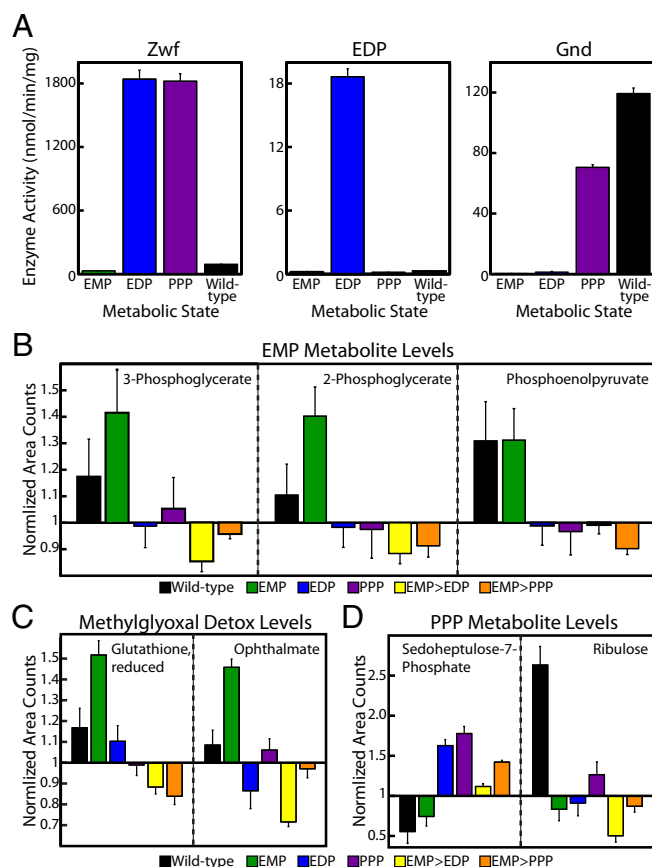 A
Zwf
EDP
Gnd
Enzyme Activity (nmol/min/mg)
1800
1200
600
0
18
12
6
0
120
80
40
0
EMP EDP PPP Wild-type
EMP EDP PPP Wild-type
EMP EDP PPP Wild-type
Metabolic State
Metabolic State
Metabolic State
B
EMP Metabolite Levels
Normlized Area Counts
1.5
1.4
1.3
1.2
1.1
1
0.9
3-Phosphoglycerate
2-Phosphoglycerate
Phosphoenolpyruvate
Wild-type EMP EDP PPP EMP>EDP EMP>PPP
C
Methylglyoxal Detox Levels
Normlized Area Counts
1.5
1.4
1.3
1.2
1.1
1
0.9
0.8
0.7
Glutathione,
reduced
Ophthalmate
D
PPP Metabolite Levels
Normlized Area Counts
2.5
2
1.5
1
0.5
Sedoheptulose-7-
Phosphate
Ribulose
Wild-type EMP EDP PPP EMP>EDP EMP>PPP